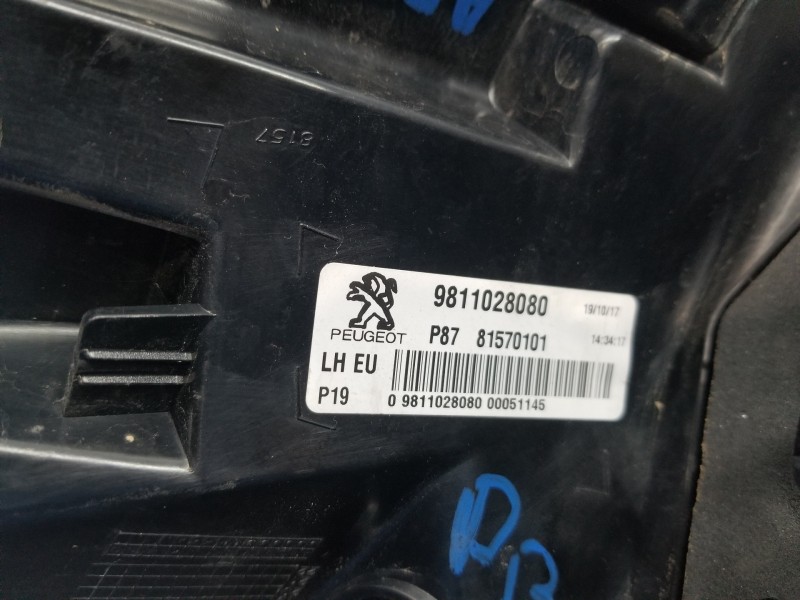 8157
9811028080 19/10/17
PEUGEOT P87 81570101 14:34:17
LH EU
P19 0 9811028080 00051145